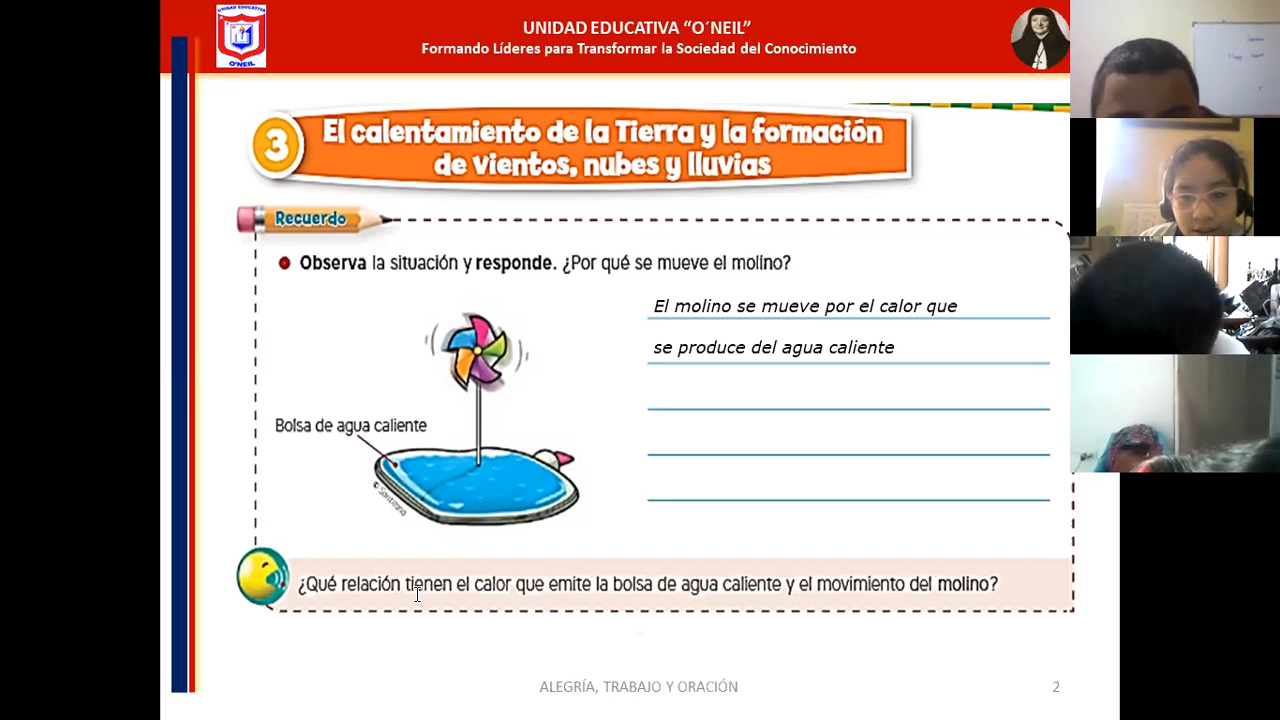 UNIDAD EDUCATIVA “O´NEIL”
Formando Líderes para Transformar la Sociedad del Conocimiento
O'NEIL
3
El calentamiento de la Tierra y la formación
de vientos, nubes y lluvias
Recuerdo
Observa la situación y responde. ¿Por qué se mueve el molino?
El molino se mueve por el calor que
se produce del agua caliente
Bolsa de agua caliente
© Santillana
¿Qué relación tienen el calor que emite la bolsa de agua caliente y el movimiento del molino?
ALEGRÍA, TRABAJO Y ORACIÓN
2